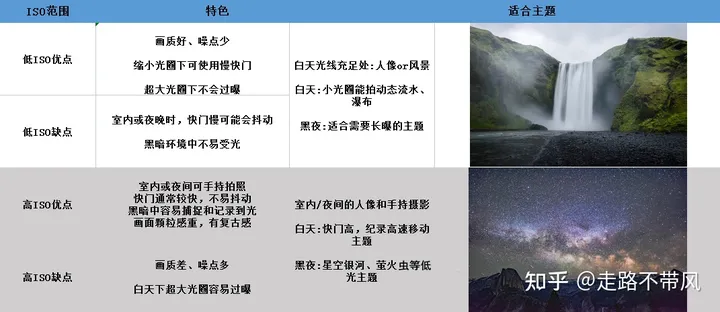 ISO范围 特色 适合主题
低ISO优点
画质好、噪点少
缩小光圈下可使用慢快门
超大光圈下不会过曝
低ISO缺点
室内或夜晚时，快门慢可能会抖动
黑暗环境中不易受光
白天光线充足处:人像or风景
白天:小光圈能拍动态流水、
瀑布
黑夜:适合需要长曝的主题
高ISO优点
室内或夜间可手持拍照
快门通常较快，不易抖动
黑暗中容易捕捉和记录到光
画面颗粒感重，有复古感
高ISO缺点
画质差、噪点多
白天下超大光圈容易过曝
室内/夜间的人像和手持摄影
白天:快门高，纪录高速移动
主题
黑夜:星空银河、萤火虫等低
光主题
知乎 @走路不带风